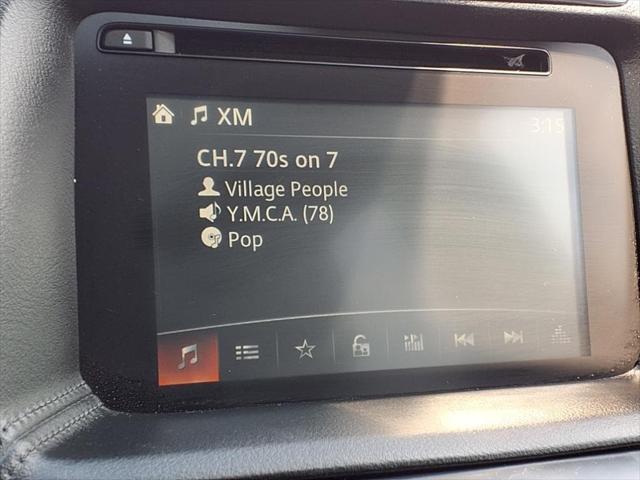 XM
3:15
CH.7 70s on 7
Village People
Y.M.C.A. (78)
Pop